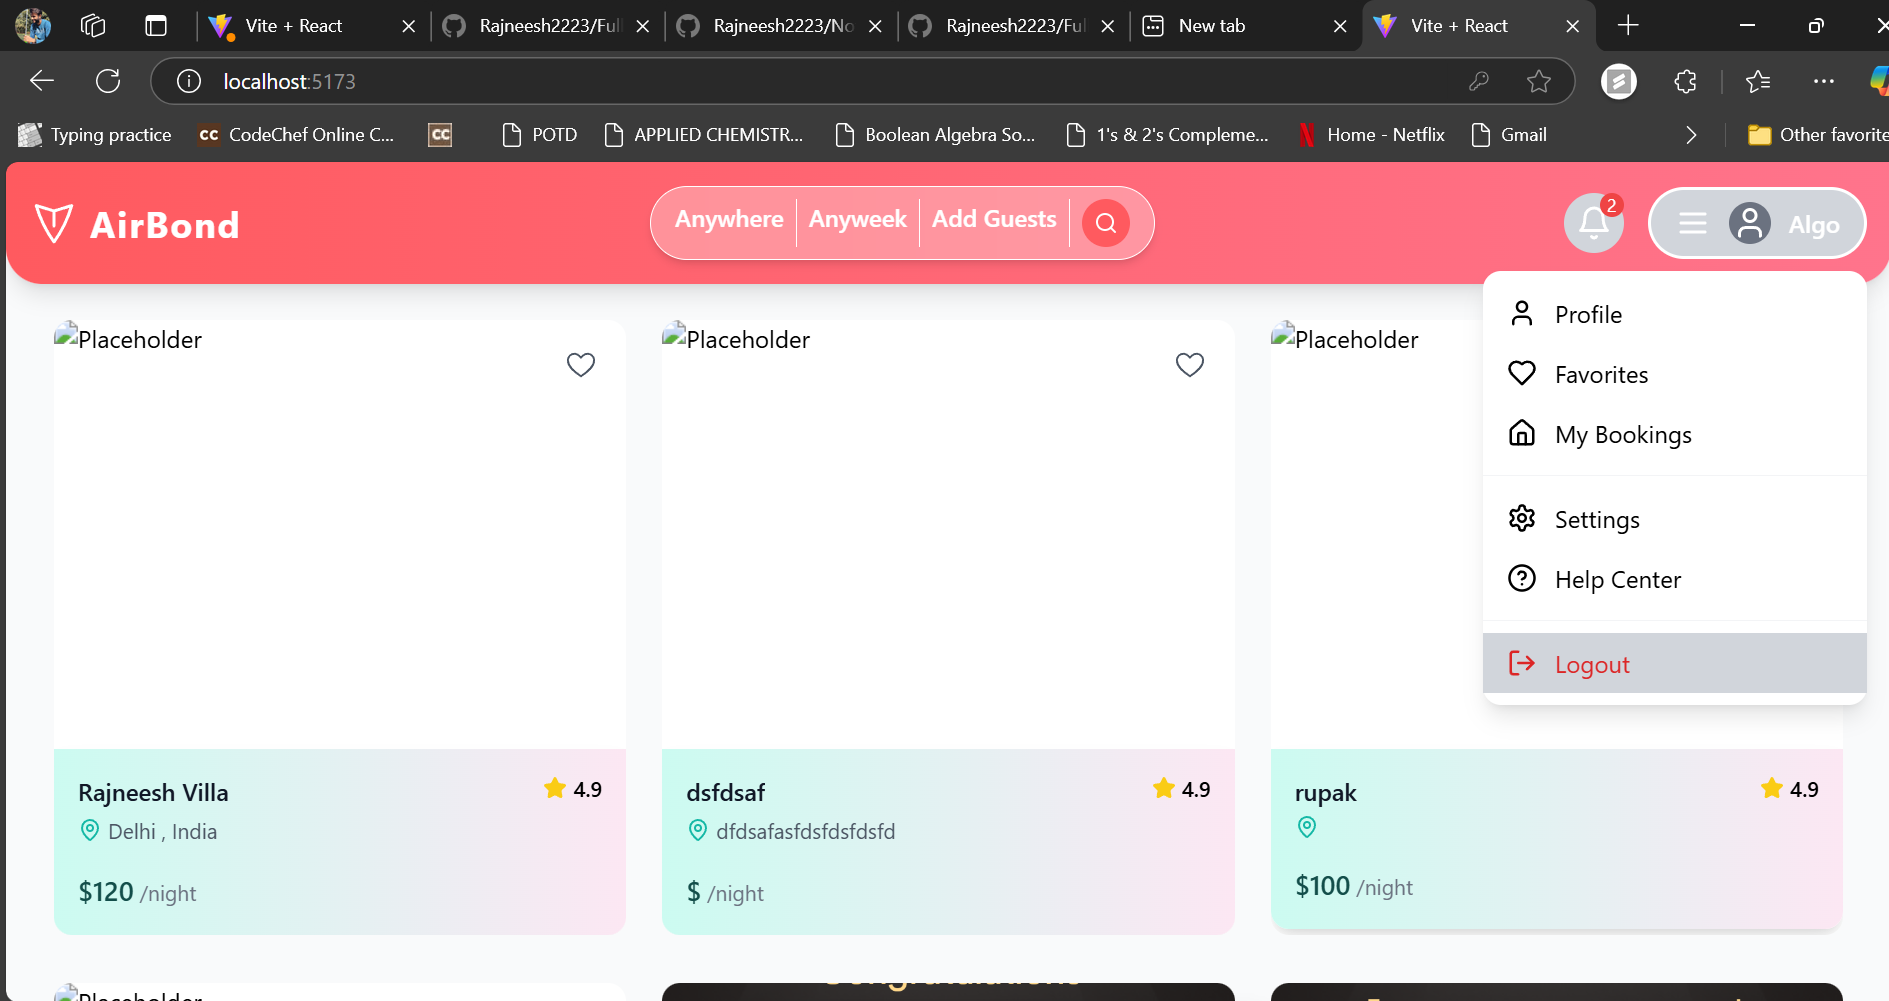 Vite + React
Rajneesh2223/Full
Rajneesh2223/No
Rajneesh2223/Ful
New tab
Vite + React
localhost:5173
Typing practice
CC CodeChef Online C...
CC
POTD
APPLIED CHEMISTR...
Boolean Algebra So...
1's & 2's Compleme...
Home - Netflix
Gmail
Other favorite
AirBond
Anywhere
Anyweek
Add Guests
2
Algo
Profile
Favorites
My Bookings
Settings
Help Center
Logout
Placeholder
Placeholder
Placeholder
Rajneesh Villa
4.9
Delhi , India
$120 /night
dsfdsaf
4.9
dfdsafasfdsfdsfdsfd
$ /night
rupak
4.9
$100 /night
Placeholder